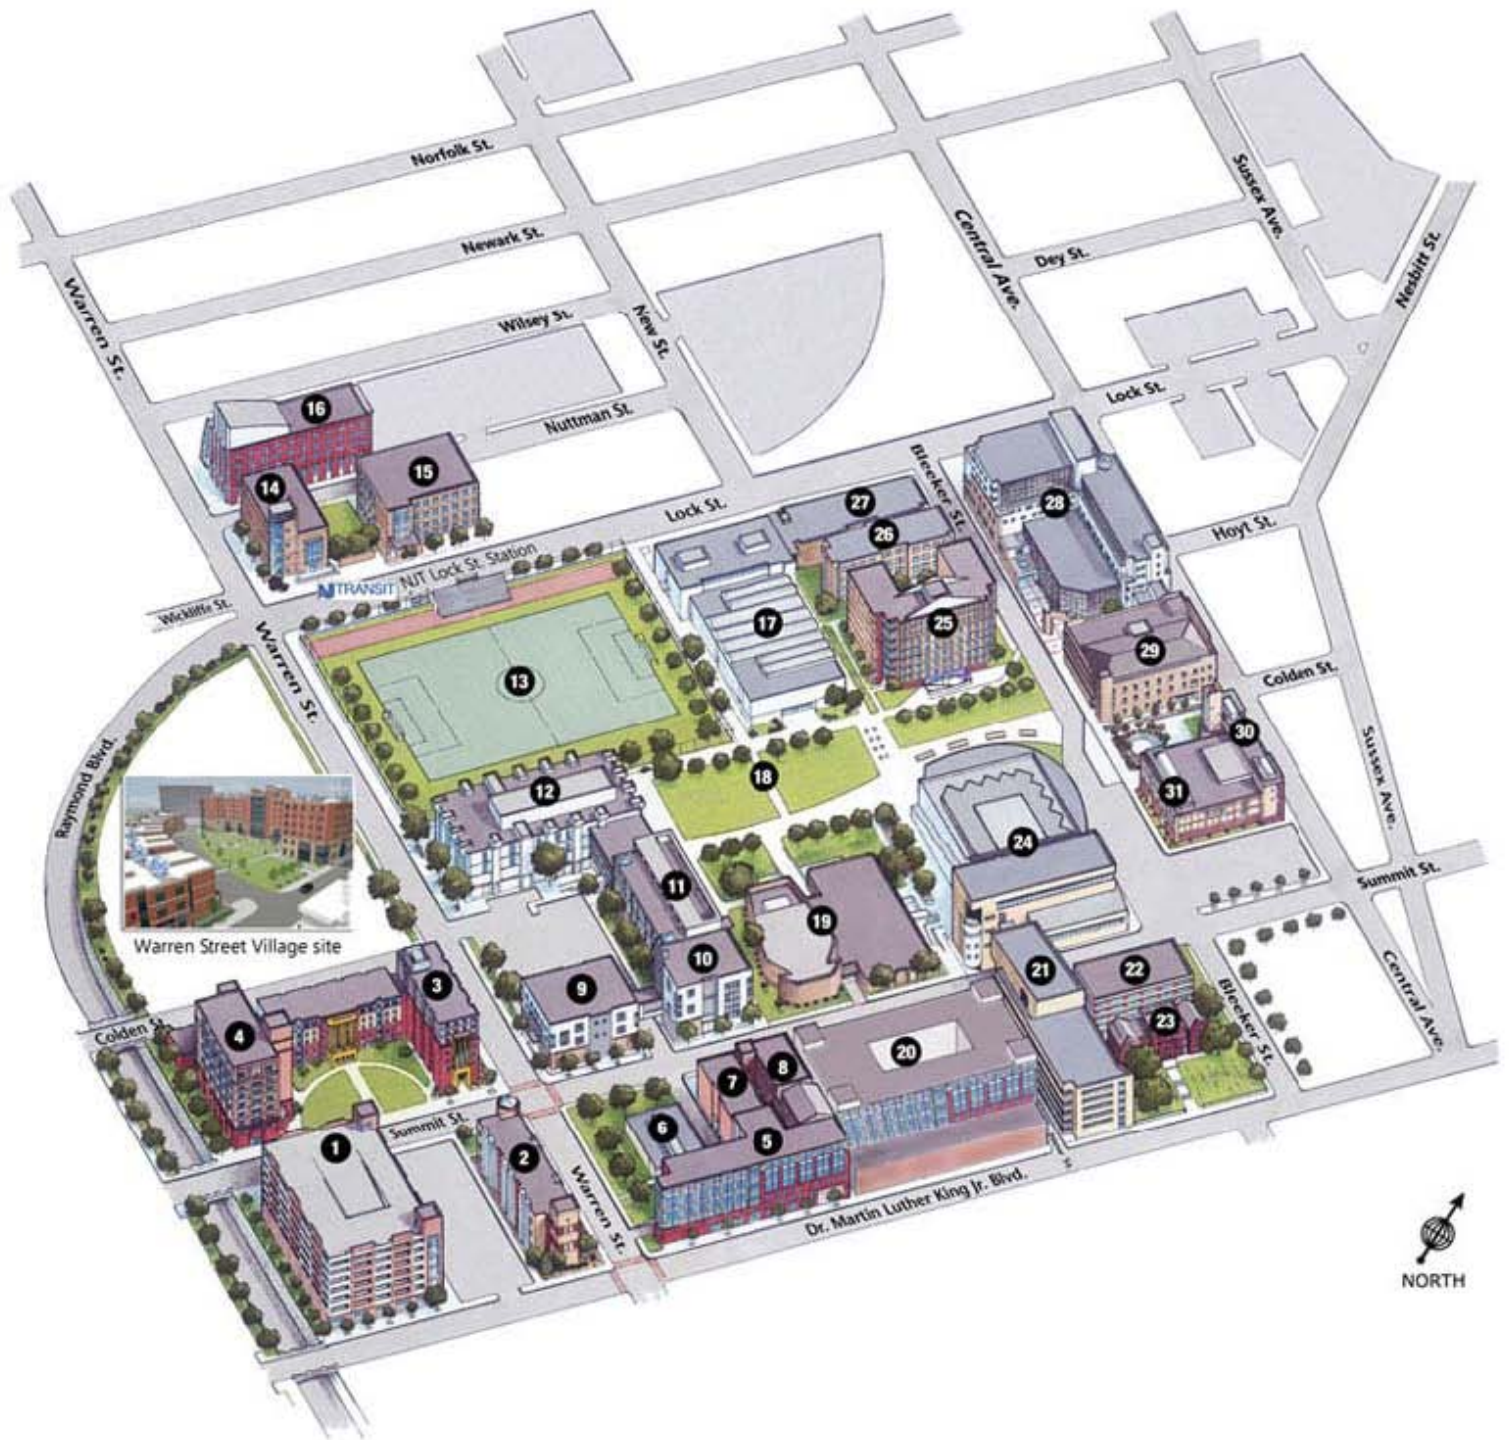 Norfolk St.
Sussex Ave.
Newark St.
Central Ave.
Dey St.
Nesbitt St.
Warren St.
Wilsey St.
New St.
Lock St.
16
Nuttman St.
15
14
Bleeker St.
28
27
Lock St.
26
Hoyt St.
NJT Lock St. Station
NJ TRANSIT
Wickliffe St.
17
25
29
Warren St.
13
Colden St.
30
Raymond Blvd.
18
12
31
Sussex Ave.
24
11
Summit St.
19
Warren Street Village site
10
21
22
3
9
Central Ave.
4
23
Bleeker St.
Colden St.
20
8
7
Summit St.
6
5
1
2
Warren St.
Dr. Martin Luther King Jr. Blvd.
NORTH